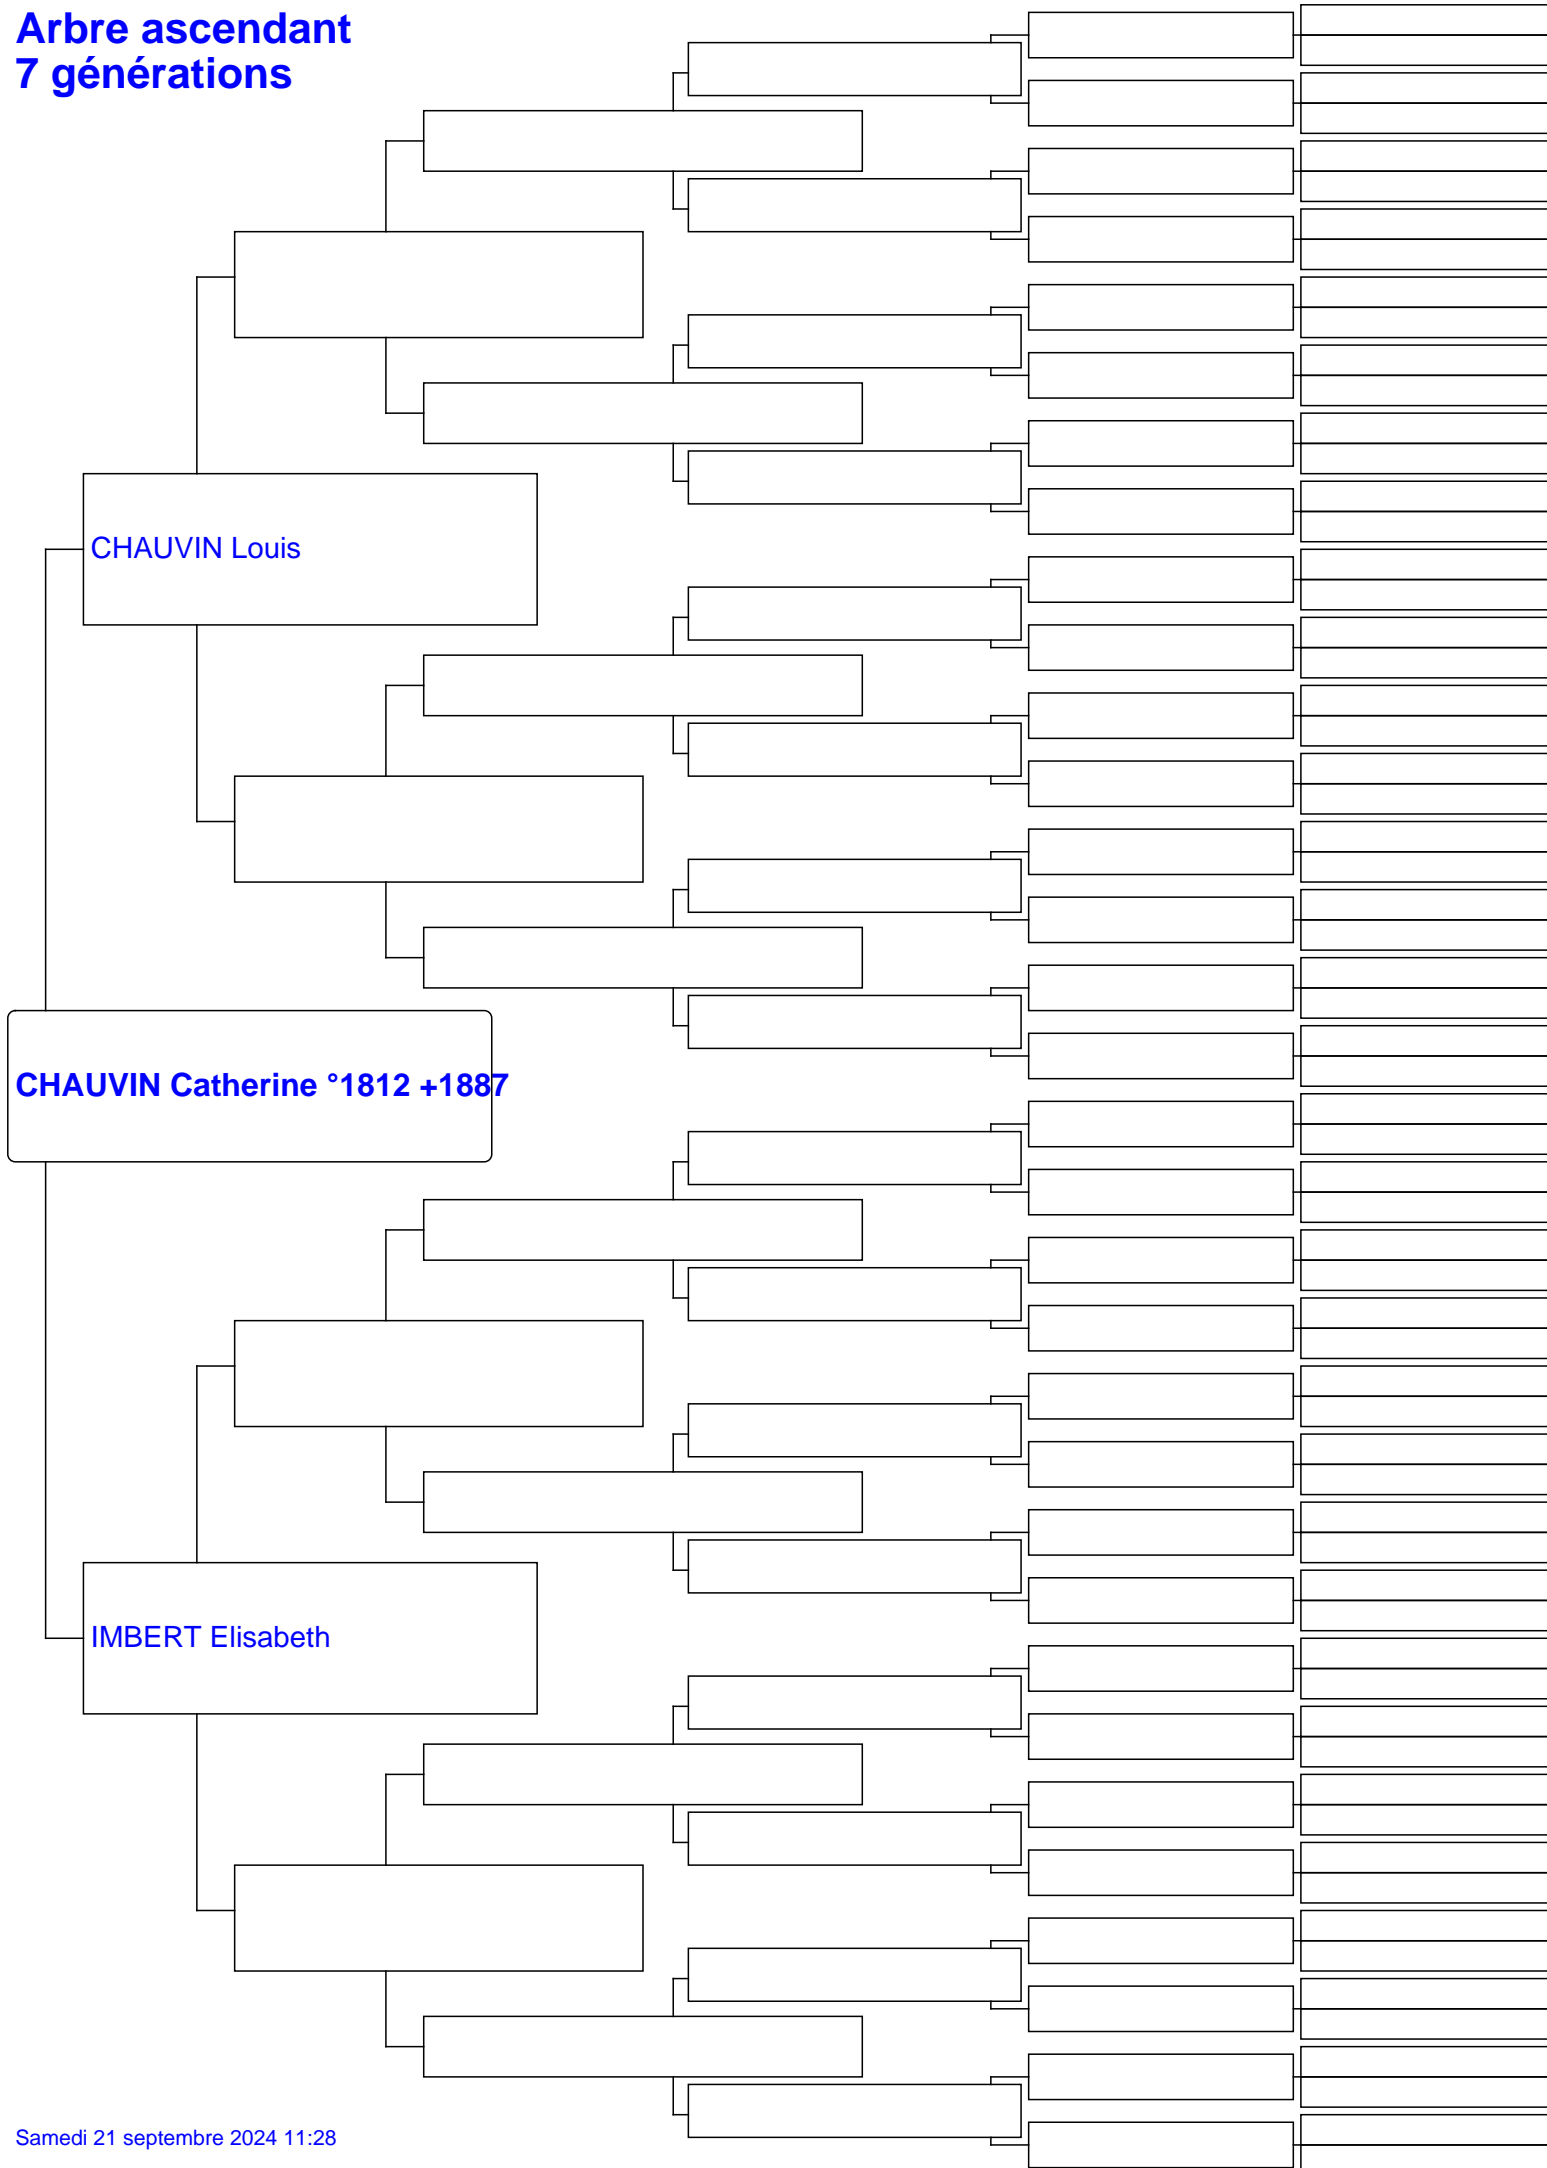 Arbre ascendant
7 générations
CHAUVIN Louis
CHAUVIN Catherine °1812 +1887
IMBERT Elisabeth
Samedi 21 septembre 2024 11:28